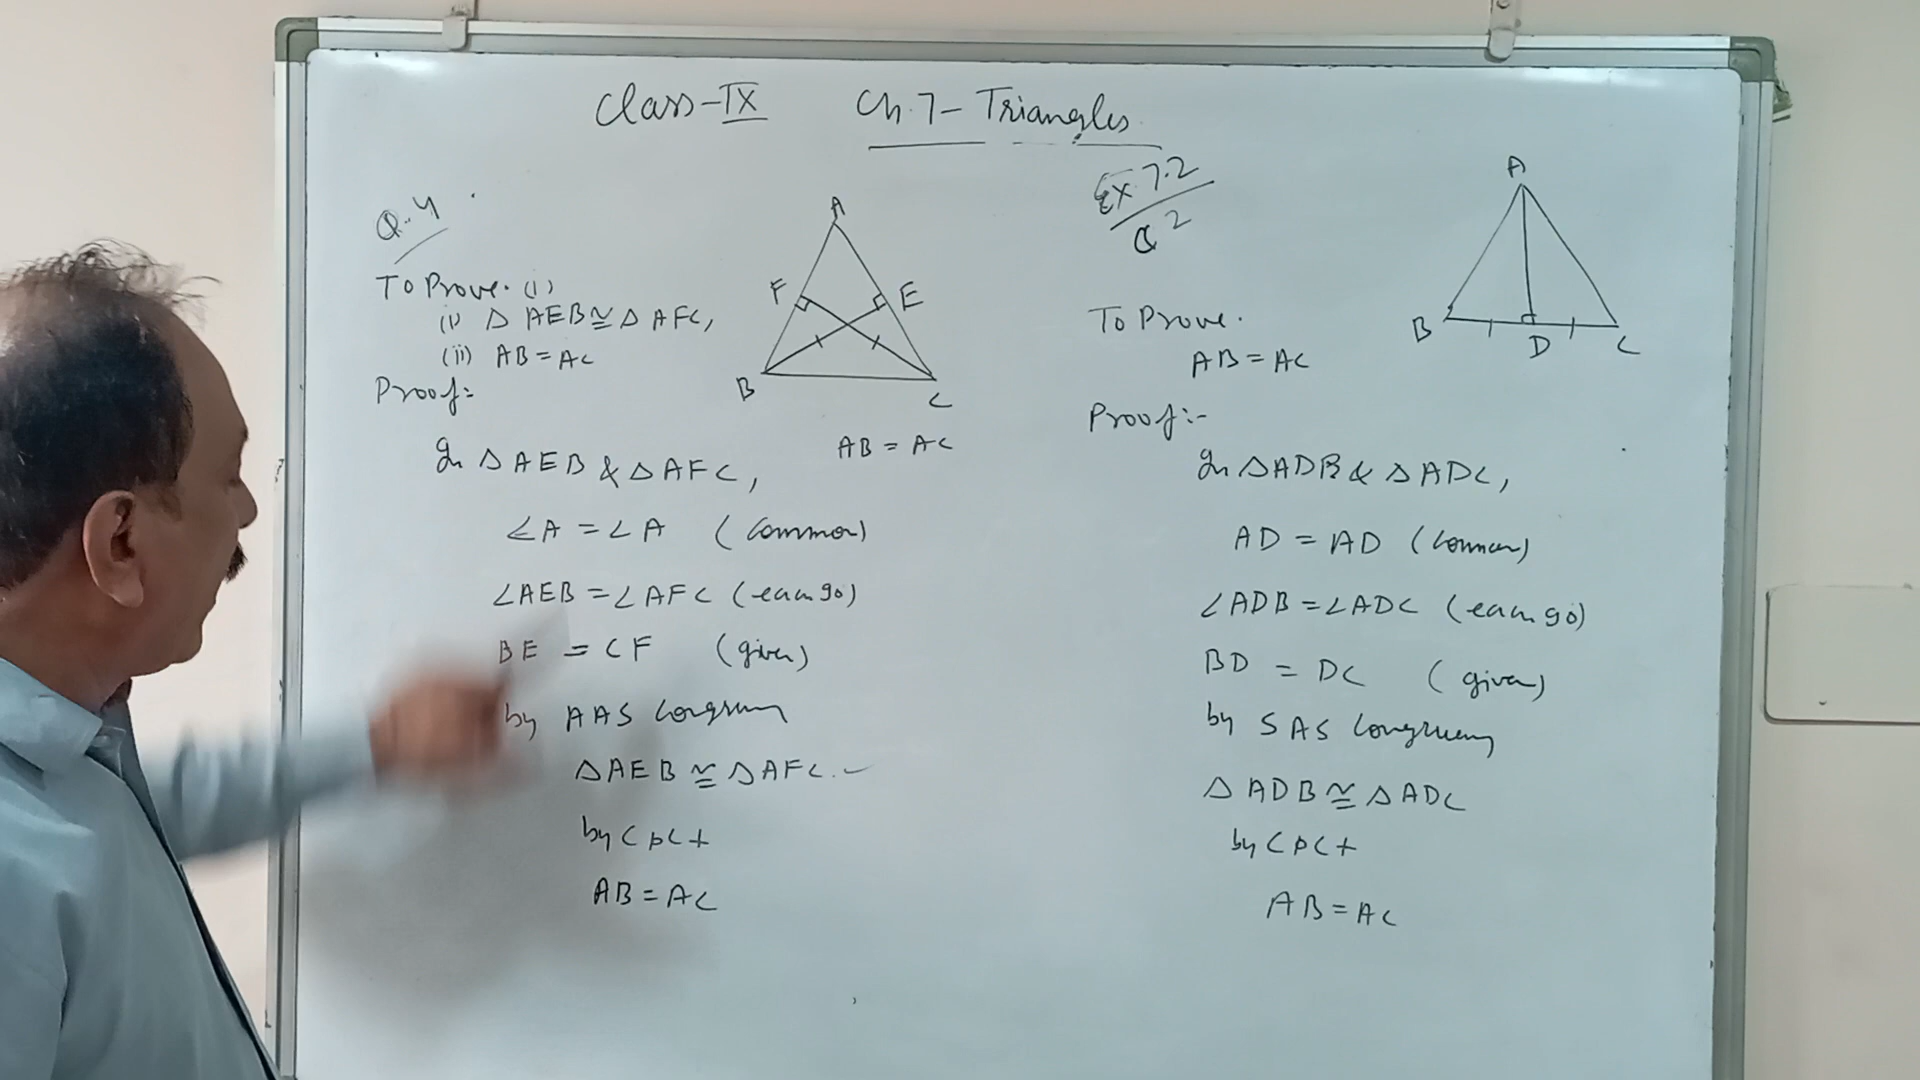 Class-IX Ch.7- Triangles
Q.4
To Prove. (i)
(i) △ AEB ≅ △ AFC,
(ii) AB = AC
Proof:
In △ AEB & △ AFC,
∠A = ∠A (Common)
∠AEB = ∠AFC (each 90)
BE = CF (given)
by AAS Congruency
△AEB ≅ △AFC.
by CPCT
AB = AC
A
F
E
B
C
AB = AC
Ex 7.2
Q 2
To Prove.
AB = AC
Proof:-
In △ADB & △ADC,
AD = AD (Common)
∠ADB = ∠ADC (each 90)
BD = DC (given)
by SAS Congruency
△ADB ≅ △ADC
by CPCT
AB = AC
A
B
D
C